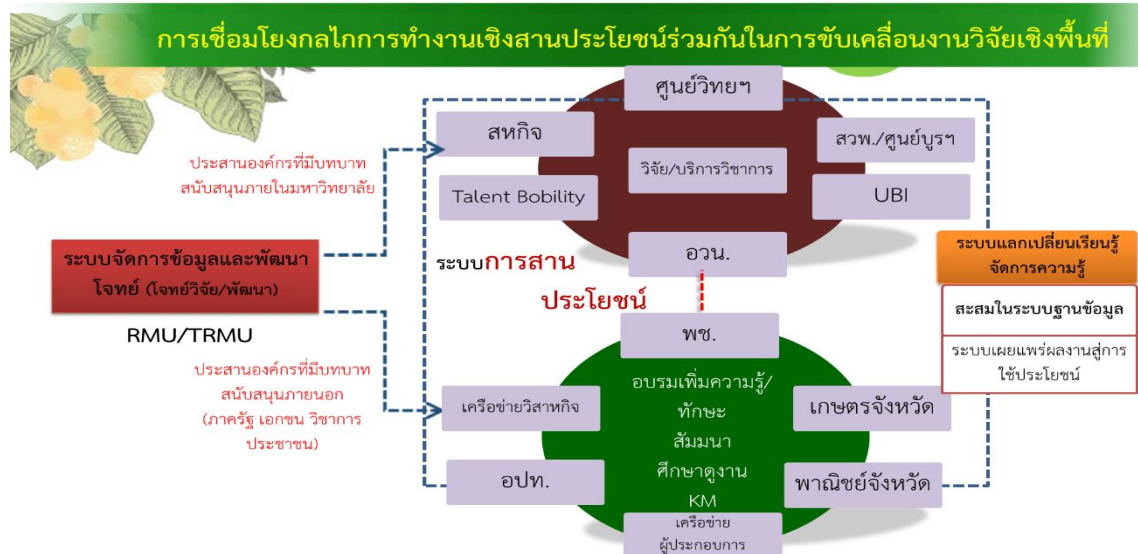 การเชื่อมโยงกลไกการทำงานเชิงสานประโยชน์ร่วมกันในการขับเคลื่อนงานวิจัยเชิงพื้นที่
ศูนย์วิทยฯ
สหกิจ
สวพ./ศูนย์บูรฯ
วิจัย/บริการวิชาการ
Talent Bobility
UBI
อวน.
ประสานองค์กรที่มีบทบาท
สนับสนุนภายในมหาวิทยาลัย
ระบบจัดการข้อมูลและพัฒนา
โจทย์ (โจทย์วิจัย/พัฒนา)
RMU/TRMU
ประสานองค์กรที่มีบทบาท
สนับสนุนภายนอก
(ภาครัฐ เอกชน วิชาการ
ประชาชน)
ระบบการสาน
ประโยชน์
พช.
อบรมเพิ่มความรู้/
ทักษะ
สัมมนา
ศึกษาดูงาน
KM
เครือข่ายวิสาหกิจ
เกษตรจังหวัด
อปท.
พาณิชย์จังหวัด
เครือข่าย
ผู้ประกอบการ
ระบบแลกเปลี่ยนเรียนรู้
จัดการความรู้
สะสมในระบบฐานข้อมูล
ระบบเผยแพร่ผลงานสู่การ
ใช้ประโยชน์